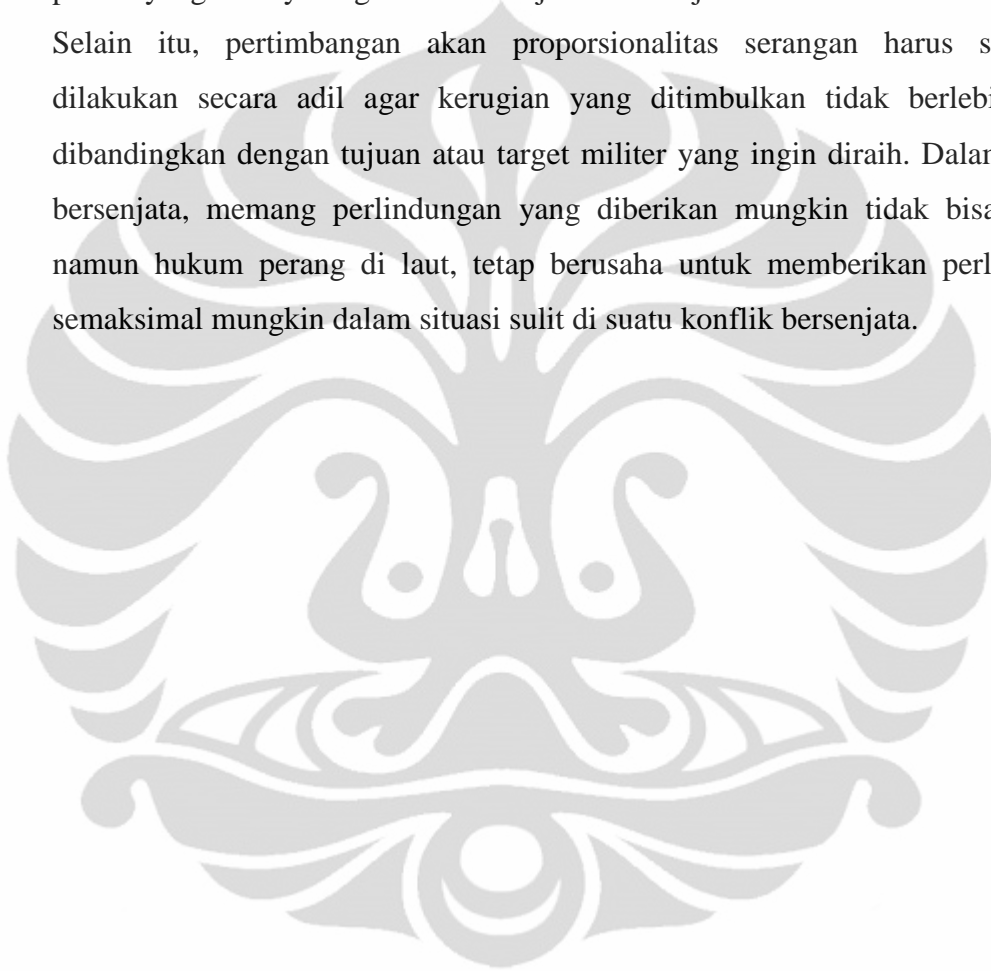 Selain itu, pertimbangan akan proporsionalitas serangan harus s
dilakukan secara adil agar kerugian yang ditimbulkan tidak berlebi
dibandingkan dengan tujuan atau target militer yang ingin diraih. Dalam
bersenjata, memang perlindungan yang diberikan mungkin tidak bisa
namun hukum perang di laut, tetap berusaha untuk memberikan perl
semaksimal mungkin dalam situasi sulit di suatu konflik bersenjata.